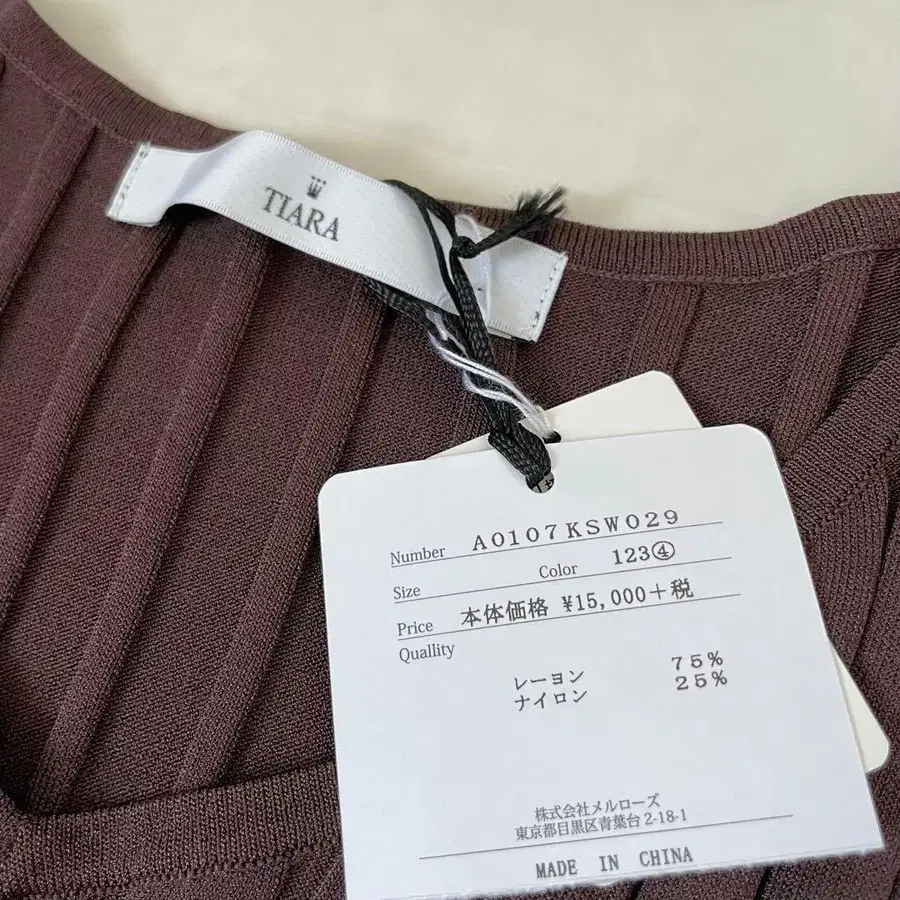 TIARA
Number A0107KSW029
Size Color 123④
Price 本体価格 ¥15,000+税
Quallity
レーヨン 75%
ナイロン 25%
株式会社メルローズ
東京都目黒区青葉台2-18-1
MADE IN CHINA